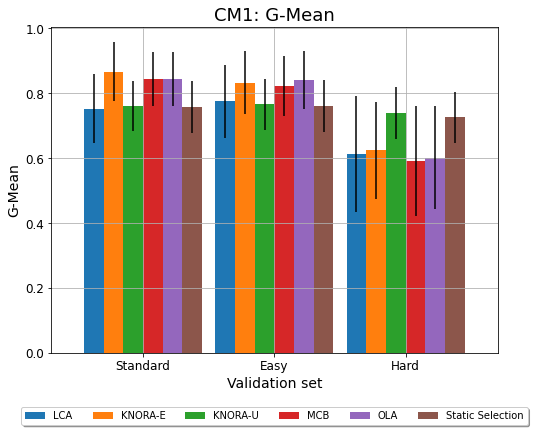 CM1: G-Mean
1.0
0.8
0.6
0.4
0.2
0.0
G-Mean
Standard Easy Hard
Validation set
LCA KNORA-E KNORA-U MCB OLA Static Selection